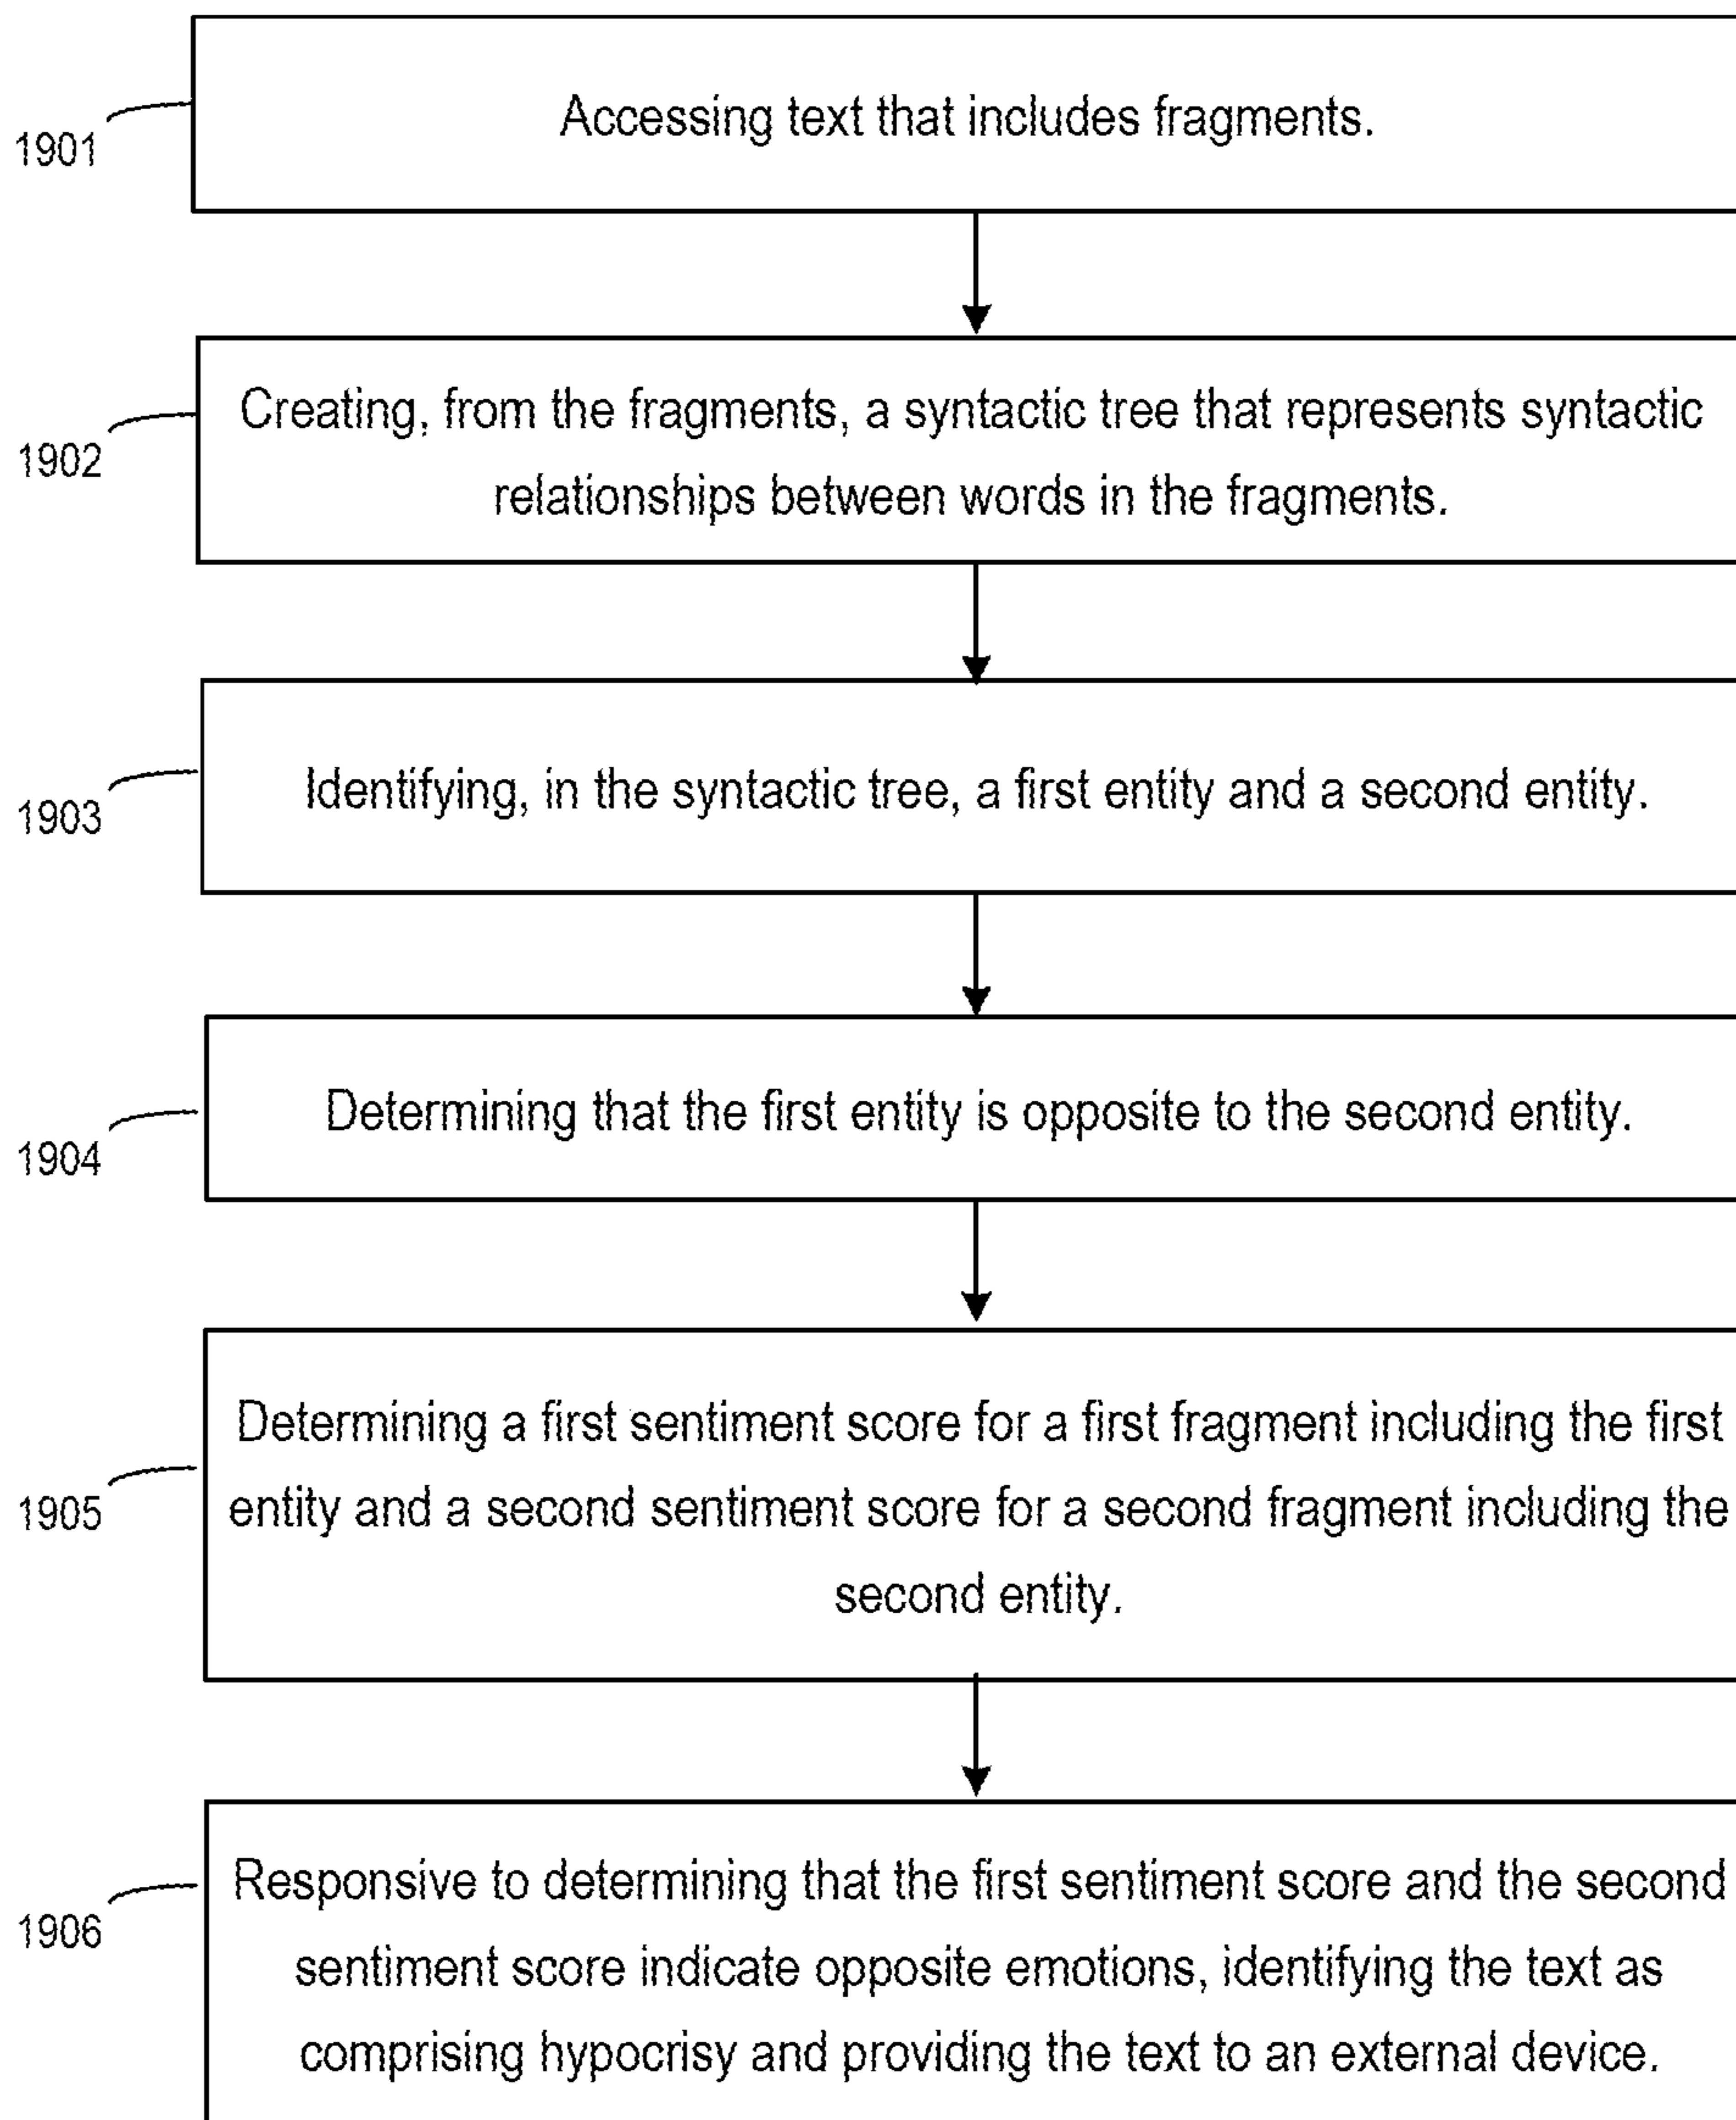 Accessing text that includes fragments.
1901
Creating, from the fragments, a syntactic tree that represents syntactic
relationships between words in the fragments.
1902
Identifying, in the syntactic tree, a first entity and a second entity.
1903
Determining that the first entity is opposite to the second entity.
1904
Determining a first sentiment score for a first fragment including the first
entity and a second sentiment score for a second fragment including the
second entity.
1905
Responsive to determining that the first sentiment score and the second
sentiment score indicate opposite emotions, identifying the text as
comprising hypocrisy and providing the text to an external device.
1906